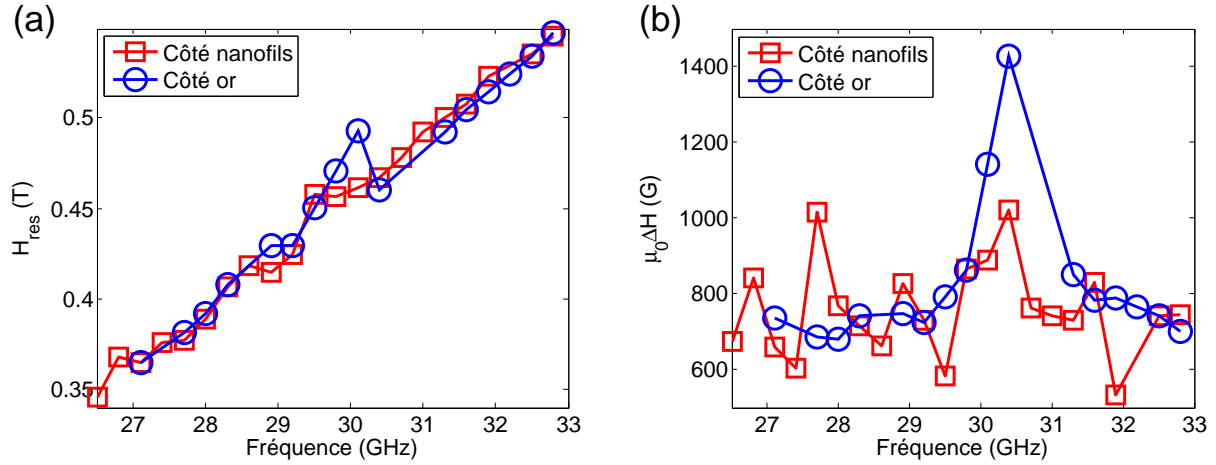 (a)
Côté nanofils
Côté or
H_res (T)
0.5
0.45
0.4
0.35
27 28 29 30 31 32 33
Fréquence (GHz)
(b)
Côté nanofils
Côté or
μ_0ΔH (G)
1400
1200
1000
800
600
27 28 29 30 31 32 33
Fréquence (GHz)